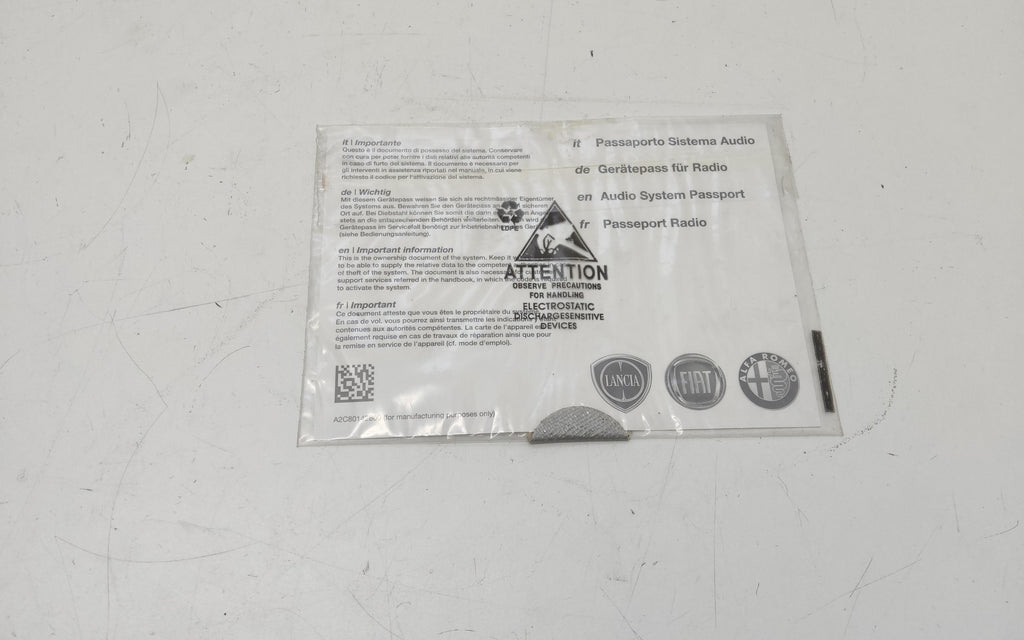 it | Importante
Questo è il documento di possesso del sistema. Conservare
con cura per poter fornire i dati relativi alle autorità competenti
in caso di furto del sistema. Il documento è necessario per
gli interventi in assistenza riportati nel manuale, in cui viene
richiesto il codice per l'attivazione del sistema.
de | Wichtig
Mit diesem Gerätepass weisen Sie sich als rechtmässiger Eigentümer
des Systems aus. Bewahren Sie den Gerätepass an sicheren
Ort auf. Bei Diebstahl können Sie somit die darin
stets an die entsprechenden Behörden weiterleiten. wird
Gerätepass im Servicefall benötigt zur Inbetriebnahme
(siehe Bedienungsanleitung).
en | Important information
This is the ownership document of the system. Keep it
to be able to supply the relative data to the competent
of theft of the system. The document is also necessary
support services referred in the handbook, in which the code is required
to activate the system.
fr | Important
Ce document atteste que vous êtes le propriétaire du système.
En cas de vol, vous pourrez ainsi transmettre les indications
contenues aux autorités compétentes. La carte de l'appareil est
également requise en cas de travaux de réparation ainsi que pour
la remise en service de l'appareil (cf. mode d'emploi).
(for manufacturing purposes only)
it Passaporto Sistema Audio
de Gerätepass für Radio
en Audio System Passport
fr Passeport Radio
LDPE
ATTENTION
OBSERVE PRECAUTIONS
FOR HANDLING
ELECTROSTATIC
DISCHARGESENSITIVE
DEVICES
LANCIA
FIAT
ALFA ROMEO